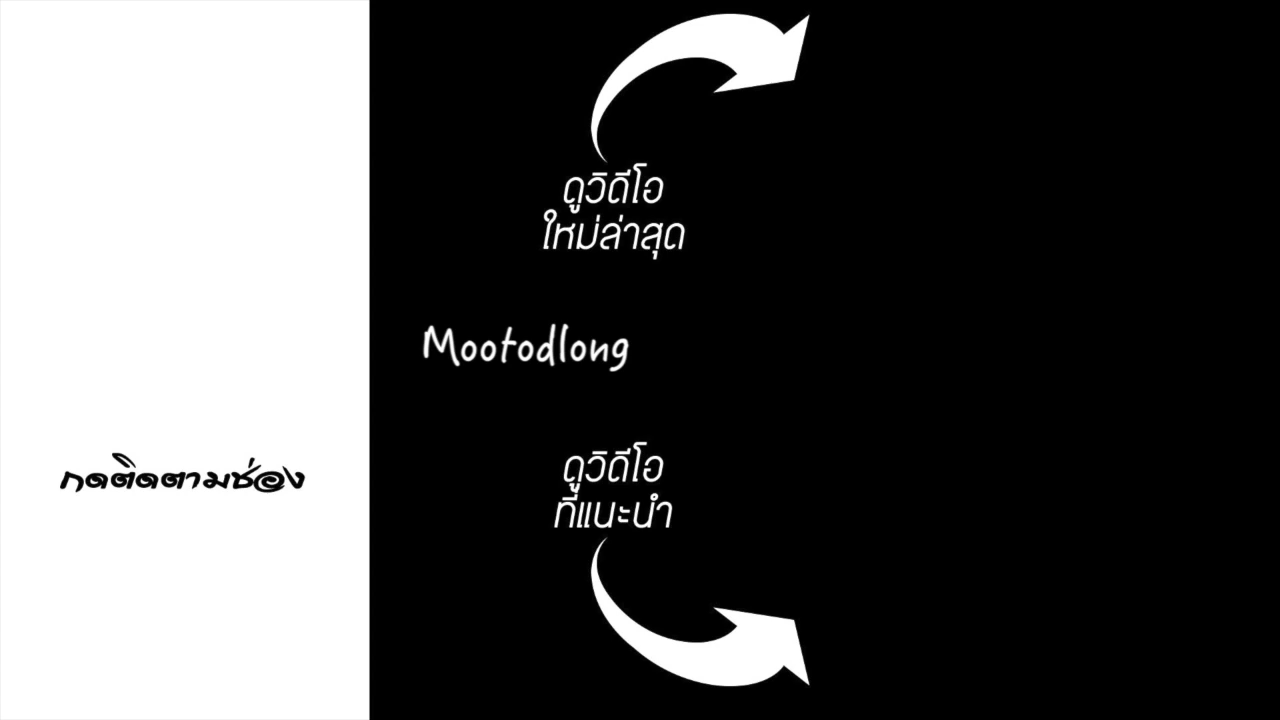 ดูวิดีโอ
ใหม่ล่าสุด
Mootodlong
กดติดตามช่อง
ดูวิดีโอ
ที่แนะนำ